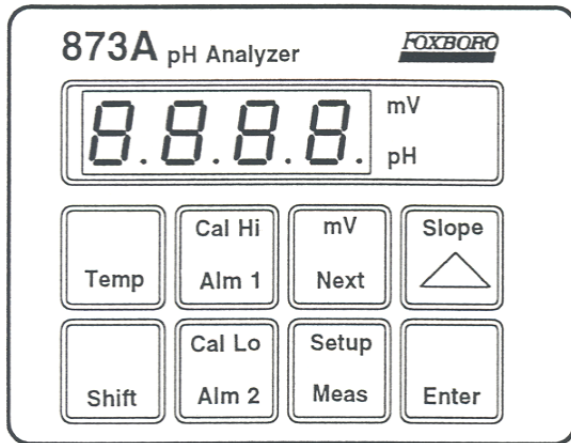 873A pH Analyzer FOXBORO
8.8.8.8. mV
pH
Cal Hi mV Slope
Temp Alm 1 Next
Cal Lo Setup
Shift Alm 2 Meas Enter